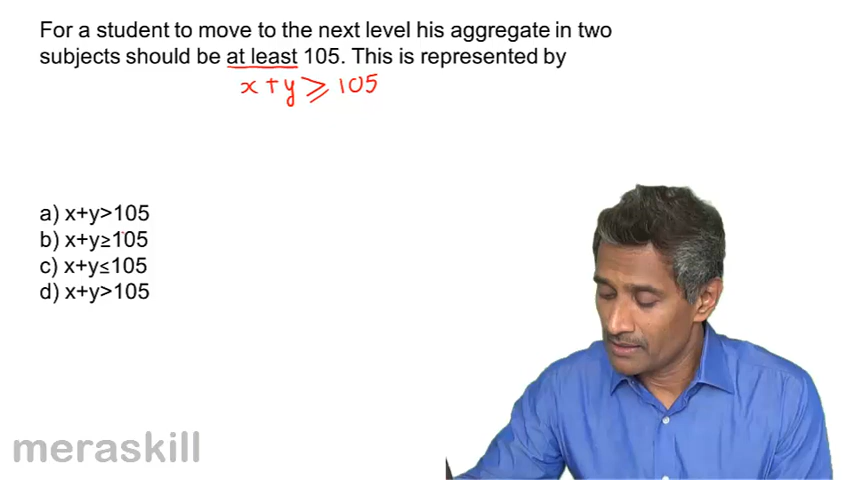 For a student to move to the next level his aggregate in two
subjects should be at least 105. This is represented by
x+y ≥ 105
a) x+y>105
b) x+y≥105
c) x+y≤105
d) x+y>105
meraskill